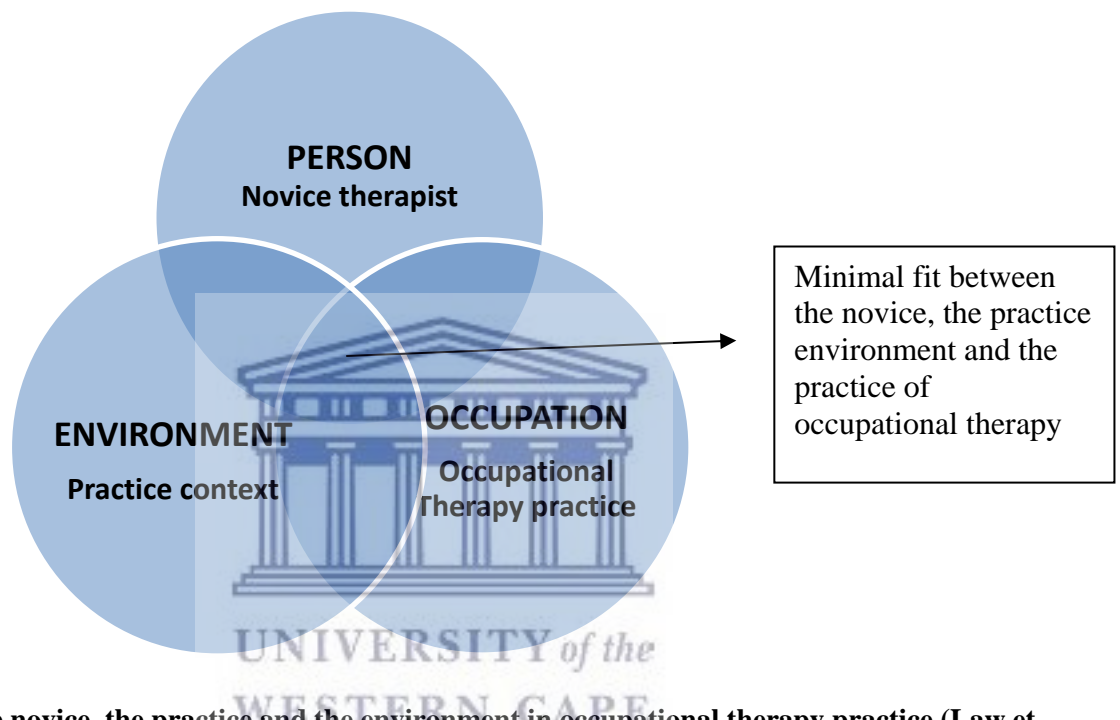 PERSON
Novice therapist
ENVIRONMENT
Practice context
OCCUPATION
Occupational
Therapy practice
Minimal fit between
the novice, the practice
environment and the
practice of
occupational therapy
UNIVERSITY of the
WESTERN CAPE
novice, the practice and the environment in occupational therapy practice (Law et